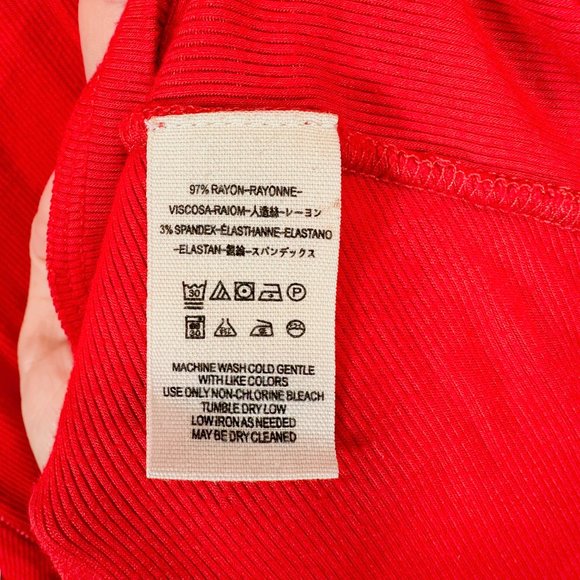 97% RAYON-RAYONNE-
VISCOSA-RAIOM-人造絲-レーヨン
3% SPANDEX-ÉLASTHANNE-ELASTANO
-ELASTAN-氨綸-スパンデックス
30
P
30
MACHINE WASH COLD GENTLE
WITH LIKE COLORS
USE ONLY NON-CHLORINE BLEACH
TUMBLE DRY LOW
LOW IRON AS NEEDED
MAY BE DRY CLEANED